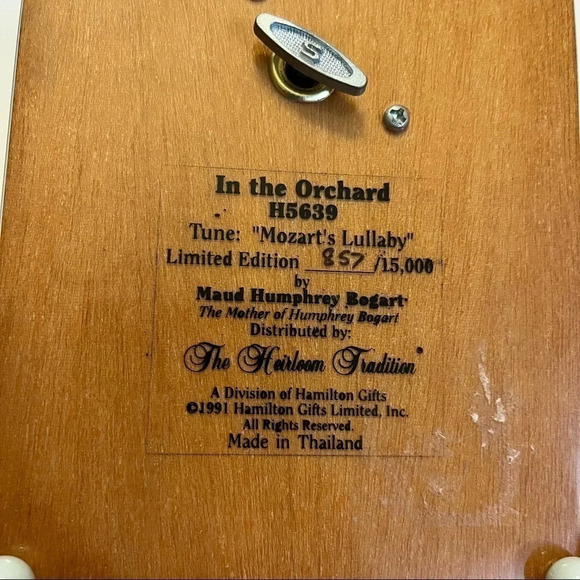 S
In the Orchard
H5639
Tune: "Mozart's Lullaby"
Limited Edition 857/15,000
by
Maud Humphrey Bogart
The Mother of Humphrey Bogart
Distributed by:
The Heirloom Tradition®
A Division of Hamilton Gifts
©1991 Hamilton Gifts Limited, Inc.
All Rights Reserved.
Made in Thailand